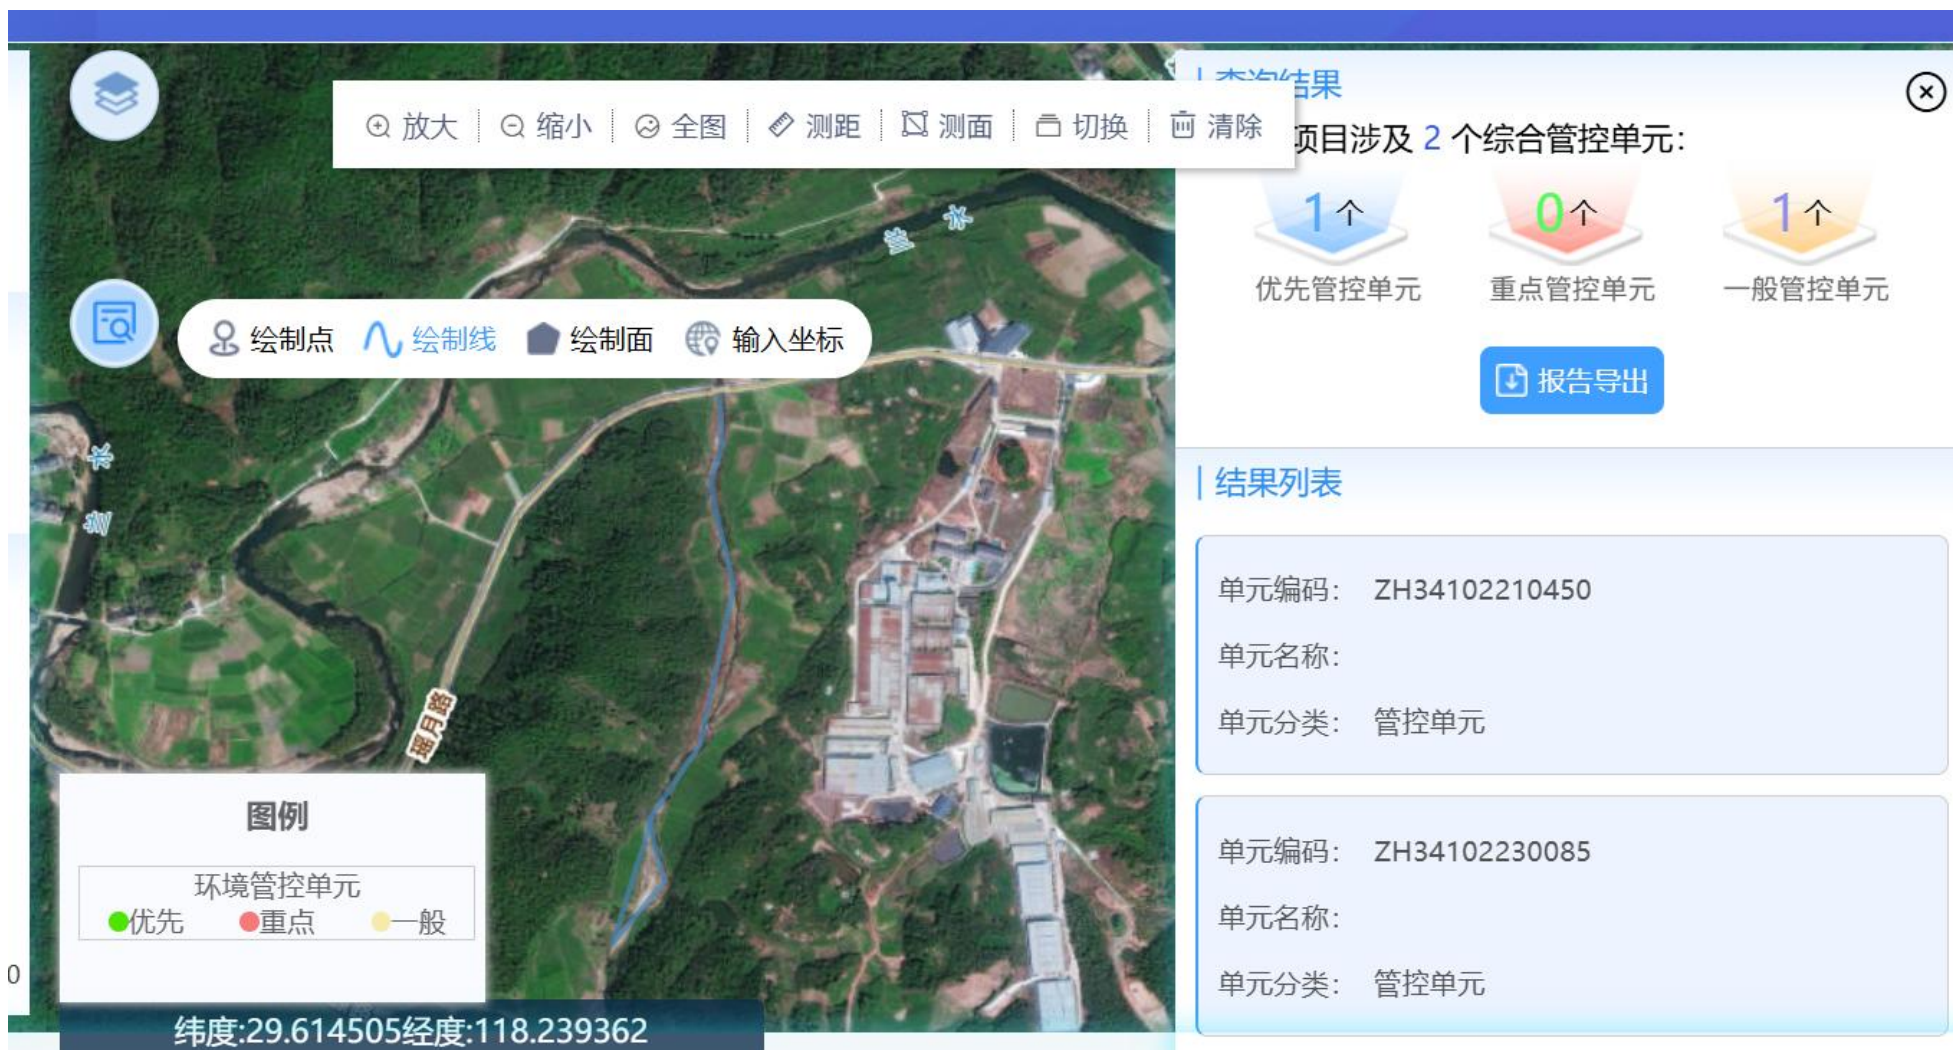 查询结果
放大 缩小 全图 测距 测面 切换 清除
项目涉及 2 个综合管控单元：
1个 0个 1个
优先管控单元 重点管控单元 一般管控单元
绘制点 绘制线 绘制面 输入坐标
报告导出
结果列表
单元编码： ZH34102210450
单元名称：
单元分类： 管控单元
单元编码： ZH34102230085
单元名称：
单元分类： 管控单元
瑶月路
图例
环境管控单元
优先 重点 一般
0
纬度:29.614505经度:118.239362